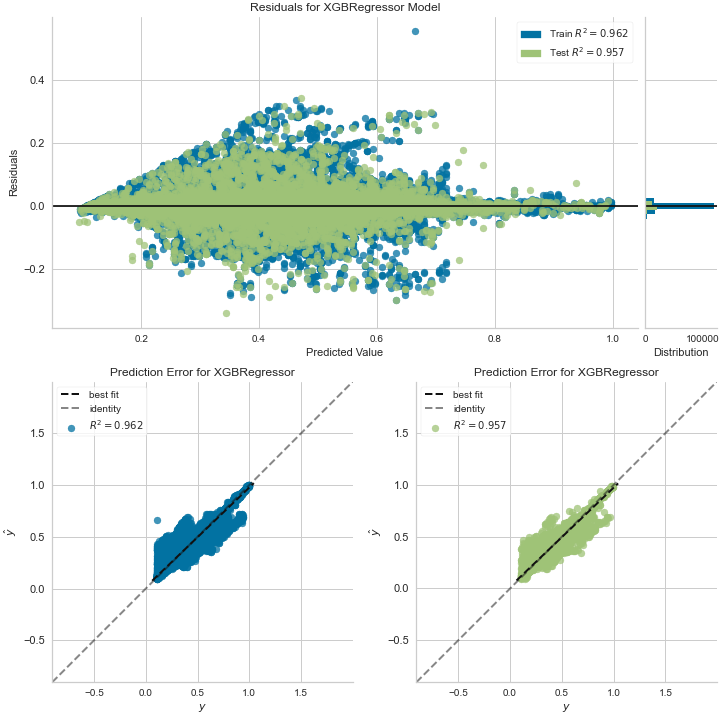 Residuals for XGBRegressor Model
Train R² = 0.962
Test R² = 0.957
Residuals
0.4
0.2
0.0
−0.2
0.2
0.4
0.6
0.8
1.0
Predicted Value
0
100000
Distribution
Prediction Error for XGBRegressor
best fit
identity
R² = 0.962
ŷ
1.5
1.0
0.5
0.0
−0.5
−0.5
0.0
0.5
1.0
1.5
y
Prediction Error for XGBRegressor
best fit
identity
R² = 0.957
ŷ
1.5
1.0
0.5
0.0
−0.5
−0.5
0.0
0.5
1.0
1.5
y